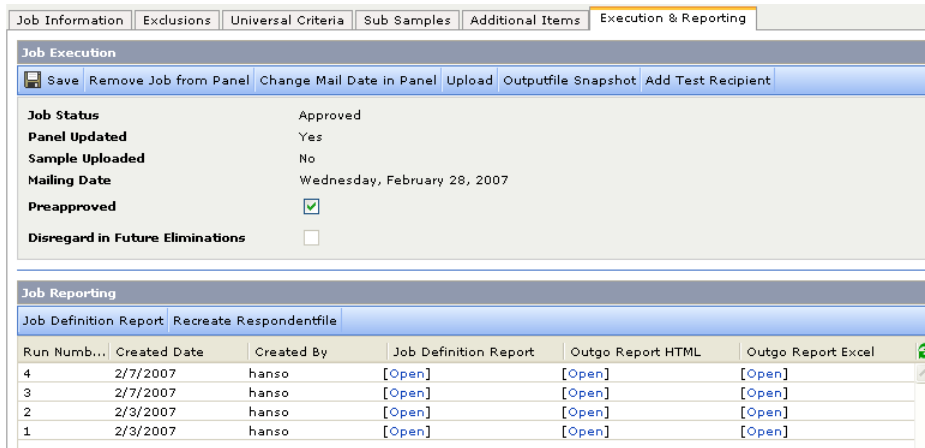 Job Information Exclusions Universal Criteria Sub Samples Additional Items Execution & Reporting
Job Execution
Save Remove Job from Panel Change Mail Date in Panel Upload Outputfile Snapshot Add Test Recipient
Job Status Approved
Panel Updated Yes
Sample Uploaded No
Mailing Date Wednesday, February 28, 2007
Preapproved
Disregard in Future Eliminations
Job Reporting
Job Definition Report Recreate Respondentfile
Run Numb... Created Date Created By Job Definition Report Outgo Report HTML Outgo Report Excel
4 2/7/2007 hanso [Open] [Open] [Open]
3 2/7/2007 hanso [Open] [Open] [Open]
2 2/3/2007 hanso [Open] [Open] [Open]
1 2/3/2007 hanso [Open] [Open] [Open]